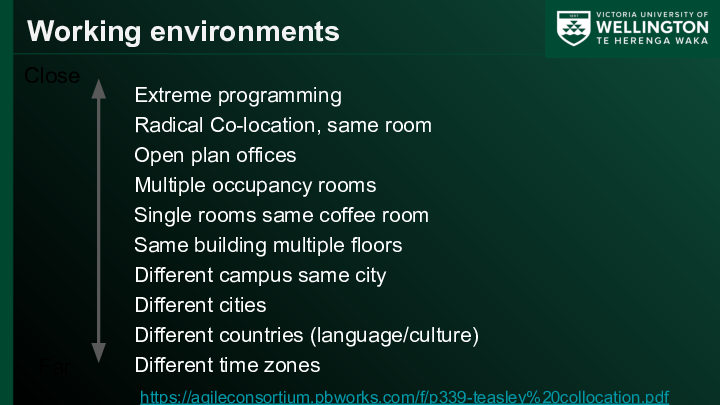 Working environments
VICTORIA UNIVERSITY OF
WELLINGTON
TE HERENGA WAKA
Close
Extreme programming
Radical Co-location, same room
Open plan offices
Multiple occupancy rooms
Single rooms same coffee room
Same building multiple floors
Different campus same city
Different cities
Different countries (language/culture)
Far
Different time zones
https://agileconsortium.pbworks.com/f/p339-teasley%20collocation.pdf